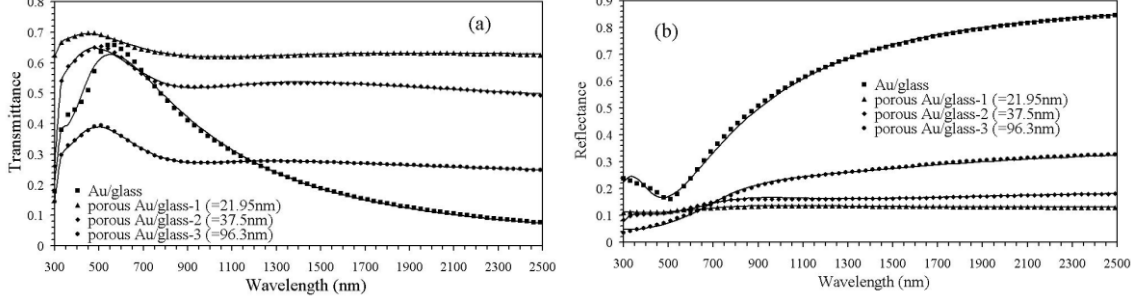 (a)
0.8
0.7
0.6
0.5
0.4
0.3
0.2
0.1
0
Transmittance
Au/glass
porous Au/glass-1 (=21.95nm)
porous Au/glass-2 (=37.5nm)
porous Au/glass-3 (=96.3nm)
300 500 700 900 1100 1300 1500 1700 1900 2100 2300 2500
Wavelength (nm)
(b)
0.9
0.8
0.7
0.6
0.5
0.4
0.3
0.2
0.1
0
Reflectance
Au/glass
porous Au/glass-1 (=21.95nm)
porous Au/glass-2 (=37.5nm)
porous Au/glass-3 (=96.3nm)
300 500 700 900 1100 1300 1500 1700 1900 2100 2300 2500
Wavelength (nm)